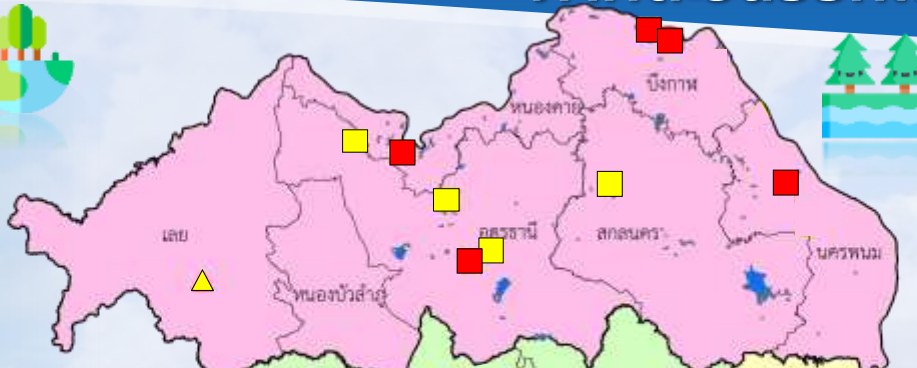 บึงกาฬ
หนองคาย
เลย
อุดรธานี
สกลนคร
นครพนม
หนองบัวลำภู